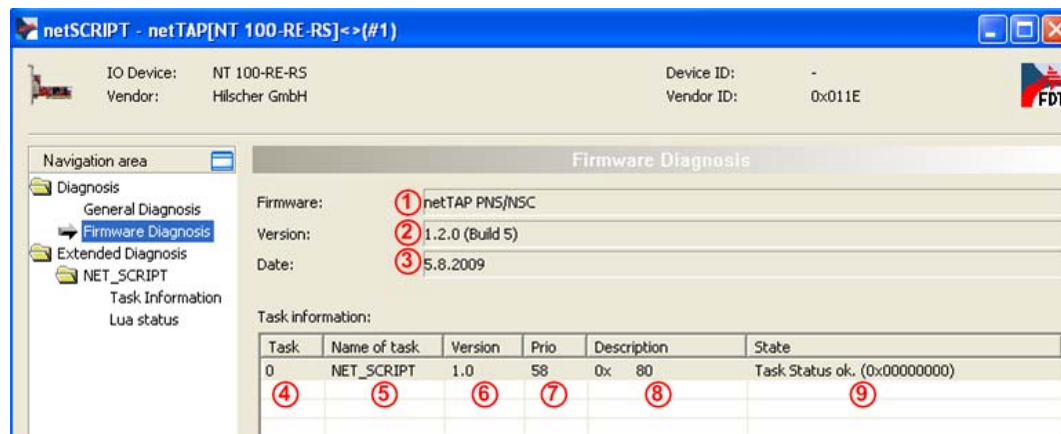 netSCRIPT - netTAP[NT 100-RE-RS]<>(#1)
IO Device: NT 100-RE-RS Device ID: -
Vendor: Hilscher GmbH Vendor ID: 0x011E
FDT
Navigation area
Diagnosis
General Diagnosis
Firmware Diagnosis
Extended Diagnosis
NET_SCRIPT
Task Information
Lua status
Firmware Diagnosis
Firmware: 1 netTAP PNS/NSC
Version: 2 1.2.0 (Build 5)
Date: 3 5.8.2009
Task information:
Task Name of task Version Prio Description State
0 NET_SCRIPT 1.0 58 0x 80 Task Status ok. (0x00000000)
4 5 6 7 8 9